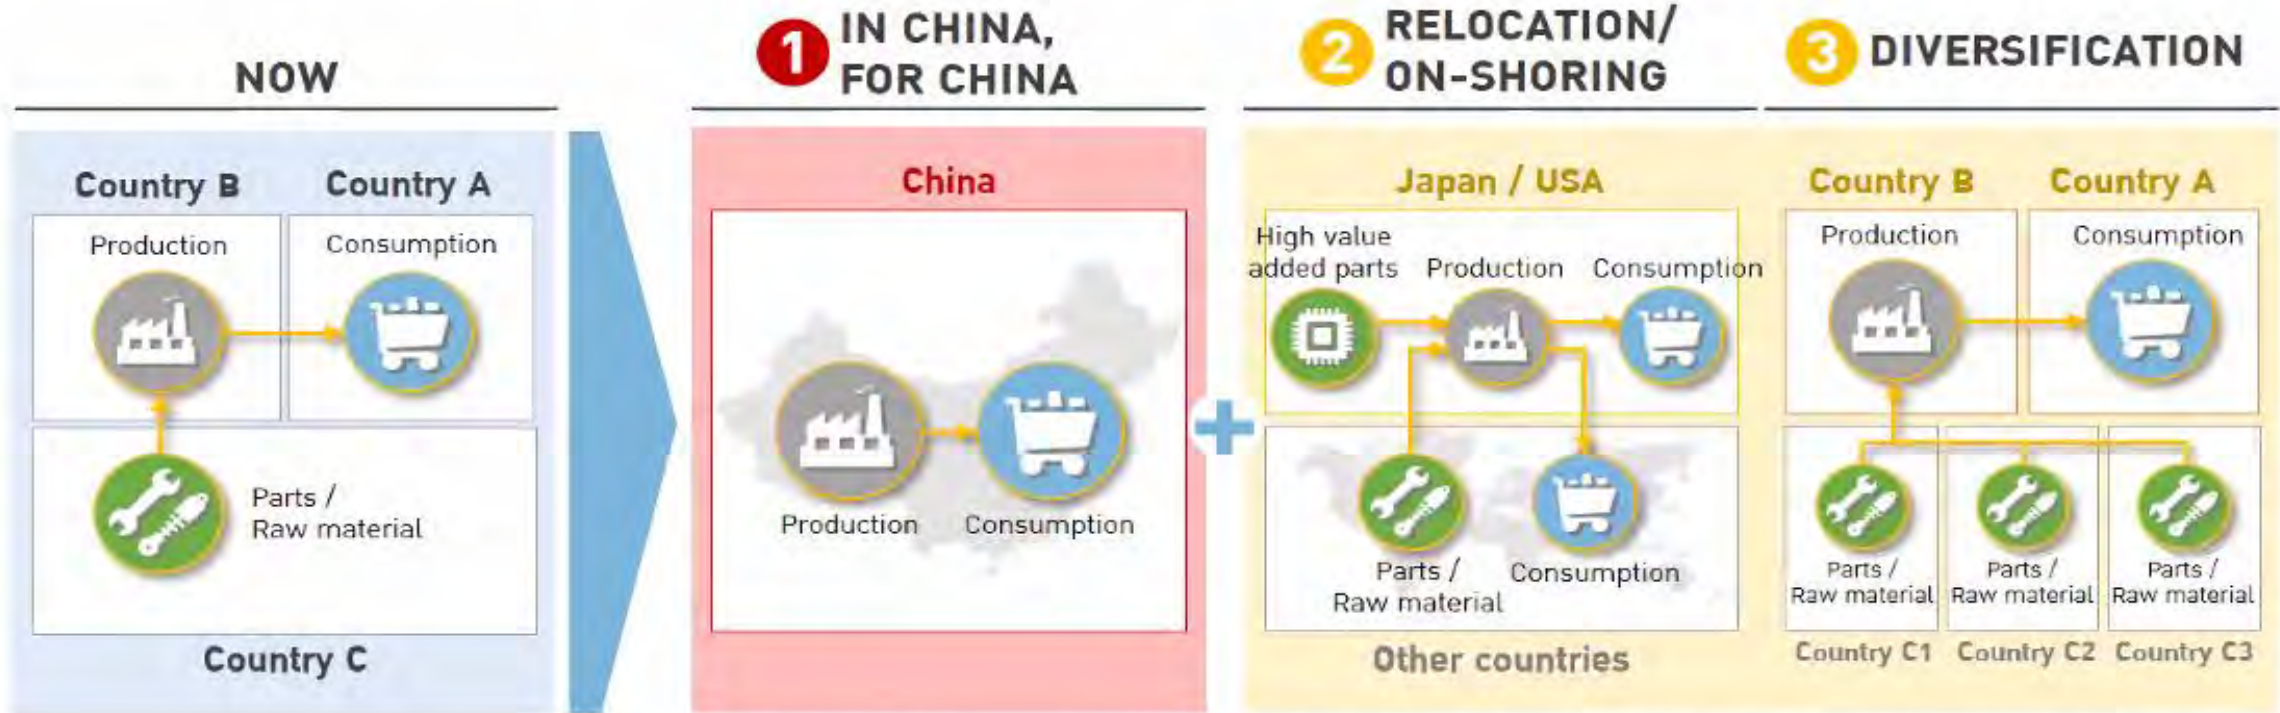 NOW
Country B
Country A
Production
Consumption
Parts /
Raw material
Country C
1
IN CHINA,
FOR CHINA
China
Production
Consumption
2
RELOCATION/
ON-SHORING
Japan / USA
High value
added parts
Production
Consumption
Parts /
Raw material
Consumption
Other countries
3
DIVERSIFICATION
Country B
Country A
Production
Consumption
Parts /
Raw material
Parts /
Raw material
Parts /
Raw material
Country C1
Country C2
Country C3